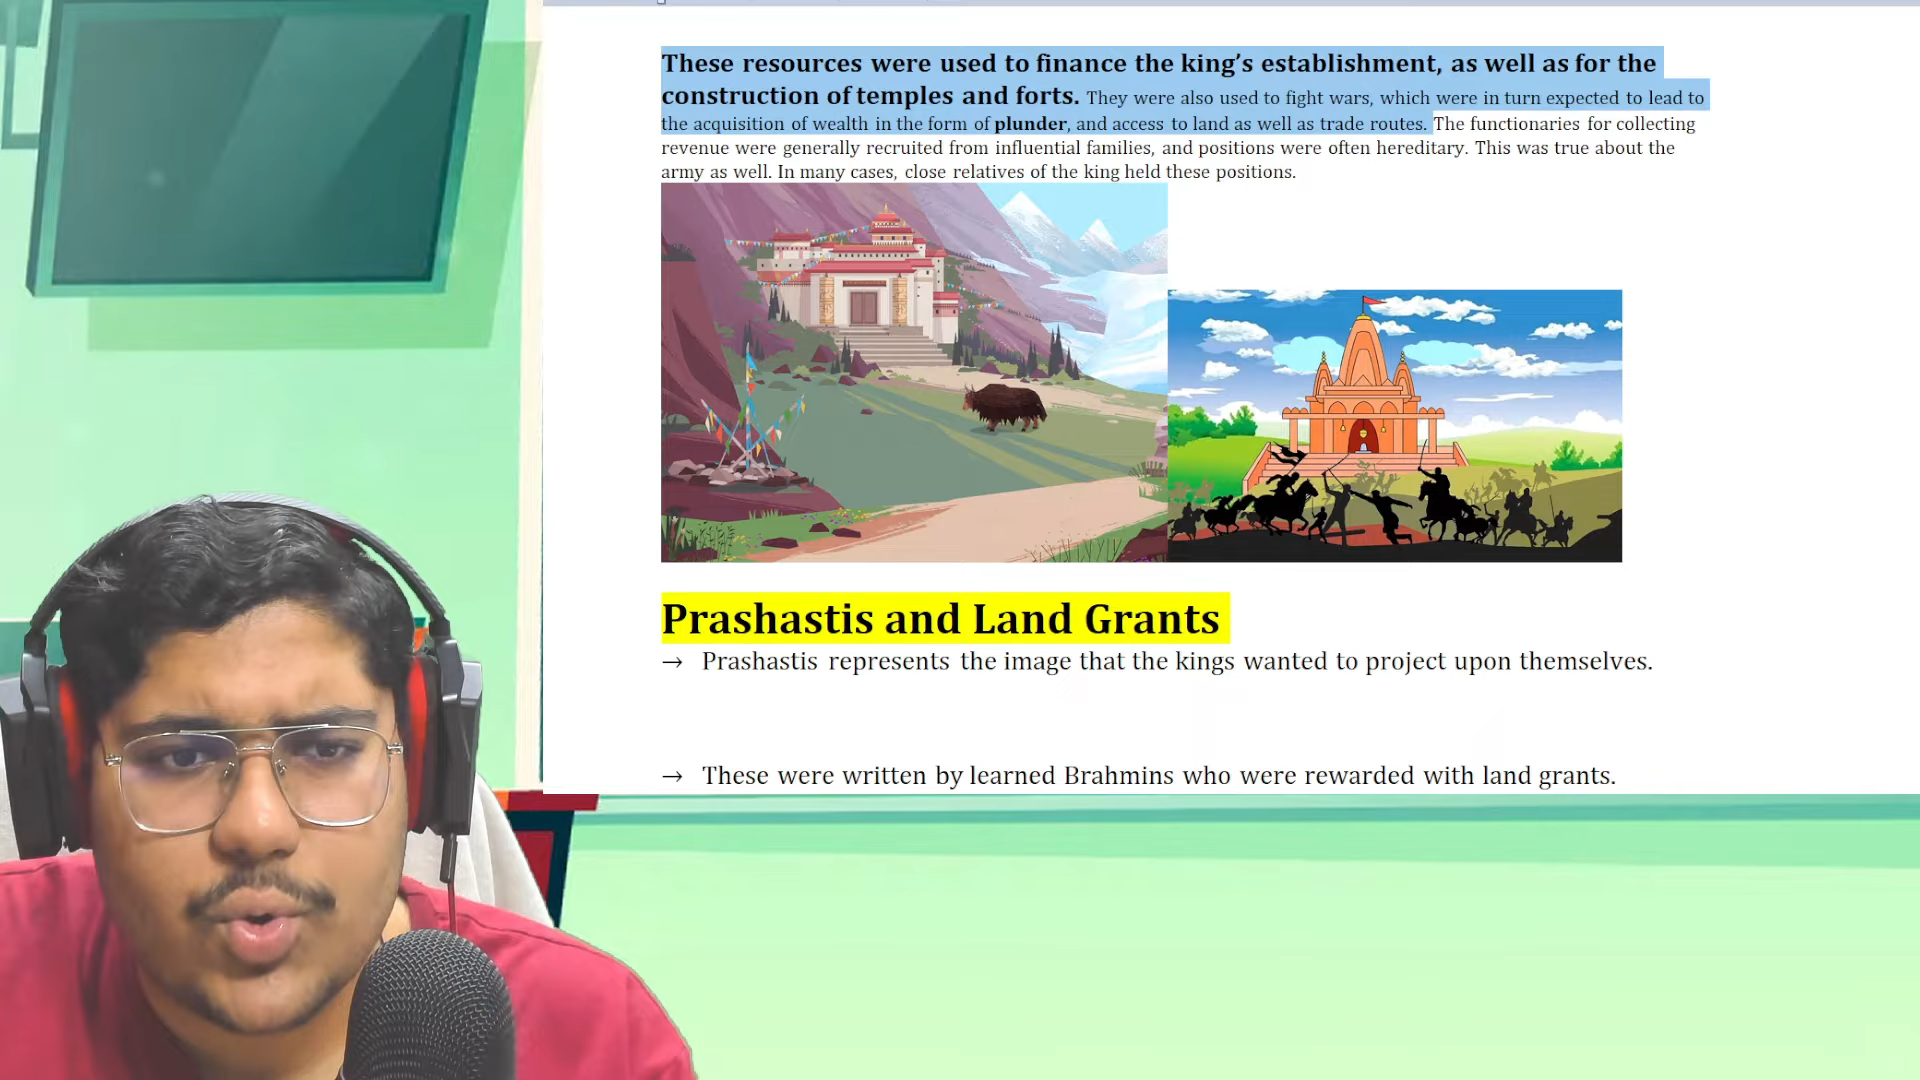 These resources were used to finance the king’s establishment, as well as for the
construction of temples and forts. They were also used to fight wars, which were in turn expected to lead to
the acquisition of wealth in the form of plunder, and access to land as well as trade routes. The functionaries for collecting
revenue were generally recruited from influential families, and positions were often hereditary. This was true about the
army as well. In many cases, close relatives of the king held these positions.
Prashastis and Land Grants
→ Prashastis represents the image that the kings wanted to project upon themselves.
→ These were written by learned Brahmins who were rewarded with land grants.